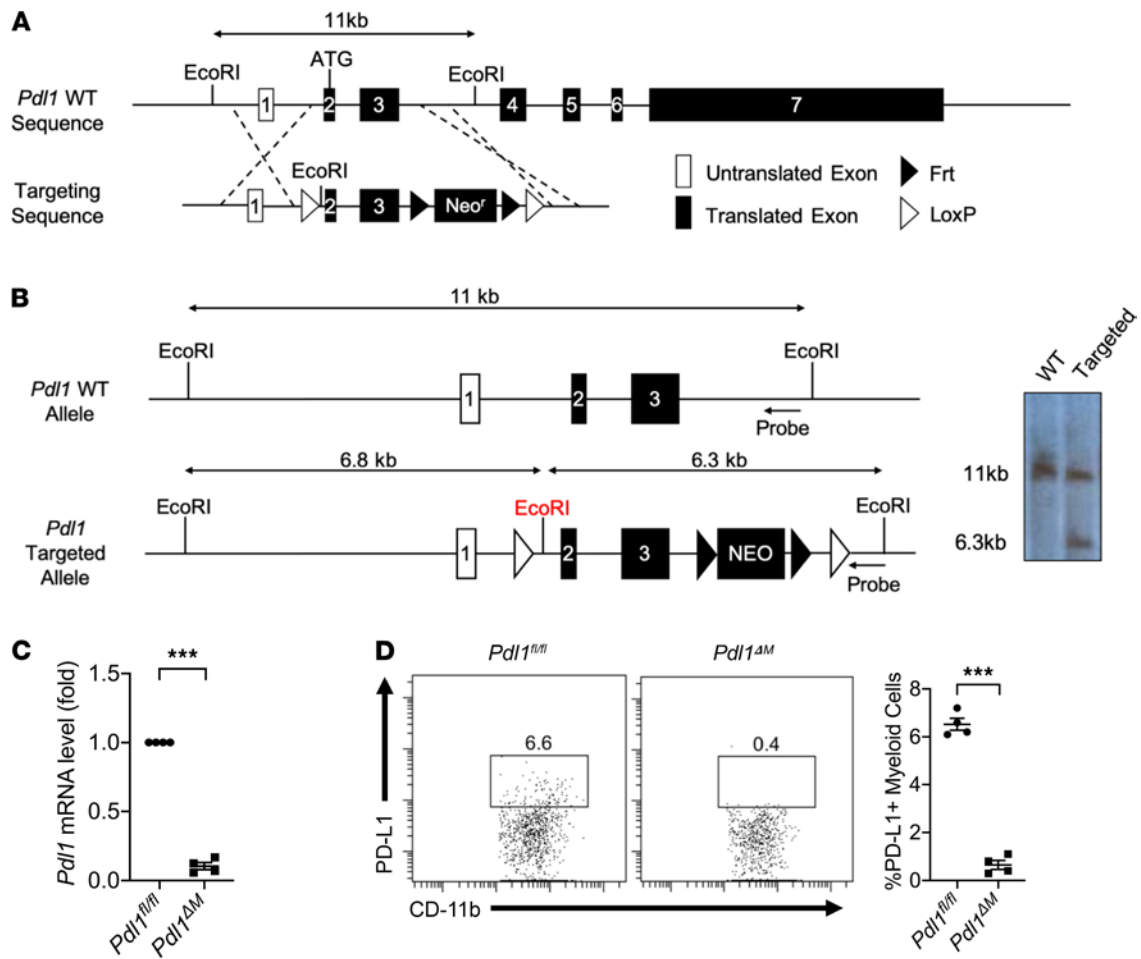 A
11kb
EcoRI
ATG
EcoRI
Pdl1 WT
Sequence
1
2
3
4
5
6
7
Targeting
Sequence
EcoRI
1
2
3
Neoʳ
Untranslated Exon
Frt
Translated Exon
LoxP
B
11 kb
EcoRI
EcoRI
Pdl1 WT
Allele
1
2
3
Probe
6.8 kb
6.3 kb
EcoRI
EcoRI
EcoRI
Pdl1
Targeted
Allele
1
2
3
NEO
Probe
WT
Targeted
11kb
6.3kb
C
Pdl1 mRNA level (fold)
1.5
1.0
0.5
0.0
***
Pdl1fl/fl
Pdl1ΔM
D
Pdl1fl/fl
Pdl1ΔM
PD-L1
6.6
0.4
CD-11b
%PD-L1+ Myeloid Cells
8
6
4
2
0
***
Pdl1fl/fl
Pdl1ΔM